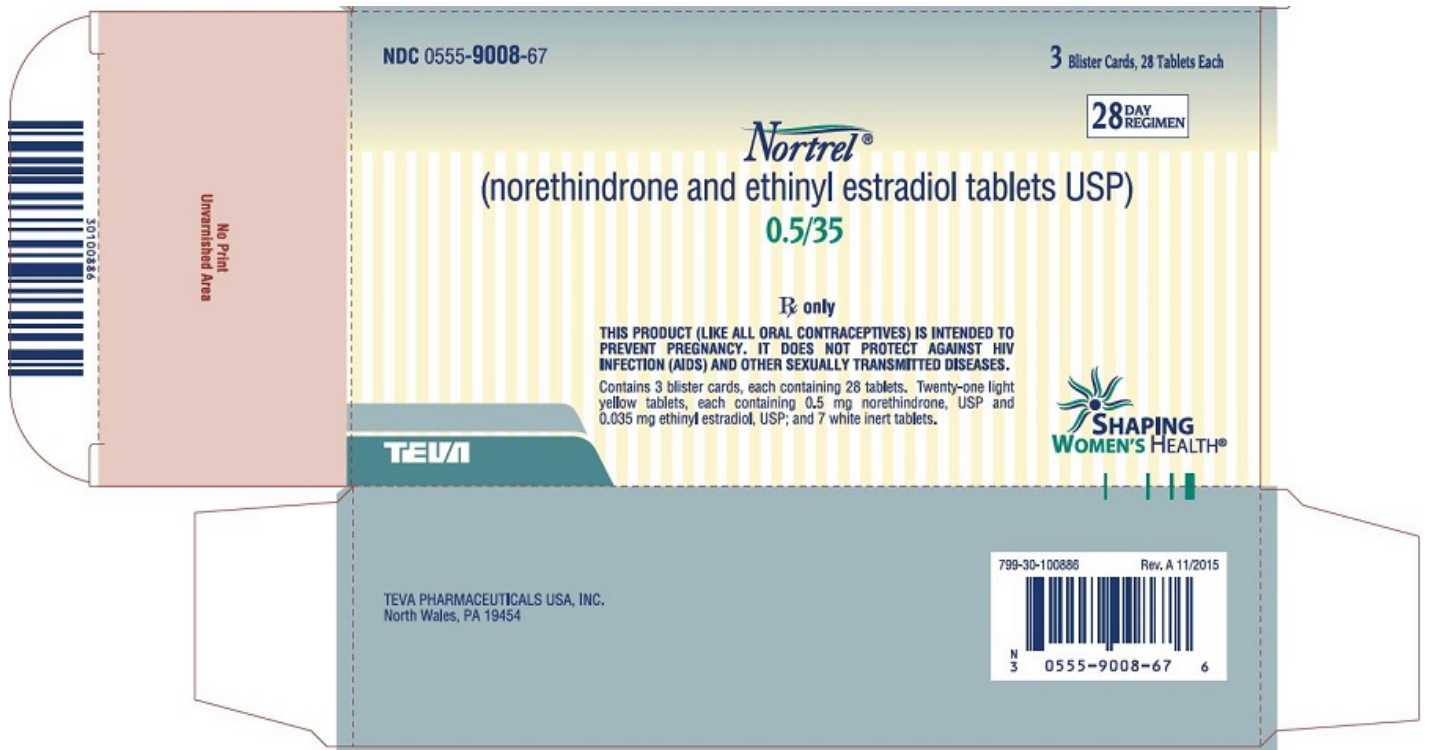 NDC 0555-9008-67
3 Blister Cards, 28 Tablets Each
28 DAY REGIMEN
Nortrel®
(norethindrone and ethinyl estradiol tablets USP)
0.5/35
℞ only
THIS PRODUCT (LIKE ALL ORAL CONTRACEPTIVES) IS INTENDED TO
PREVENT PREGNANCY. IT DOES NOT PROTECT AGAINST HIV
INFECTION (AIDS) AND OTHER SEXUALLY TRANSMITTED DISEASES.
Contains 3 blister cards, each containing 28 tablets. Twenty-one light
yellow tablets, each containing 0.5 mg norethindrone, USP and
0.035 mg ethinyl estradiol, USP; and 7 white inert tablets.
SHAPING
WOMEN'S HEALTH®
TEVA
30100886
No Print
Unvarnished Area
TEVA PHARMACEUTICALS USA, INC.
North Wales, PA 19454
799-30-100886 Rev. A 11/2015
N
3 0555-9008-67 6